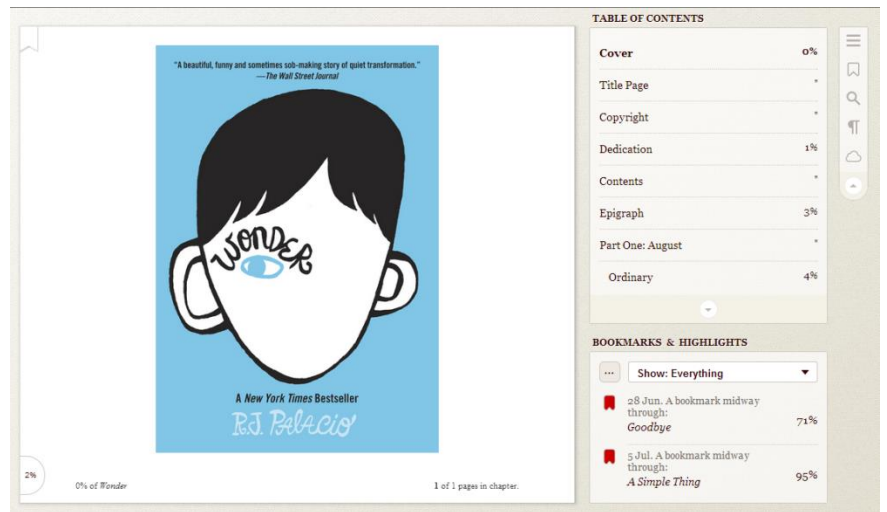 "A beautiful, funny and sometimes sob-making story of quiet transformation."
—The Wall Street Journal
WONDER
A New York Times Bestseller
R.J. PALACIO
2%
0% of Wonder
1 of 1 pages in chapter.
TABLE OF CONTENTS
Cover 0%
Title Page "
Copyright "
Dedication 1%
Contents "
Epigraph 3%
Part One: August "
Ordinary 4%
BOOKMARKS & HIGHLIGHTS
... Show: Everything
28 Jun. A bookmark midway
through:
Goodbye 71%
5 Jul. A bookmark midway
through:
A Simple Thing 95%